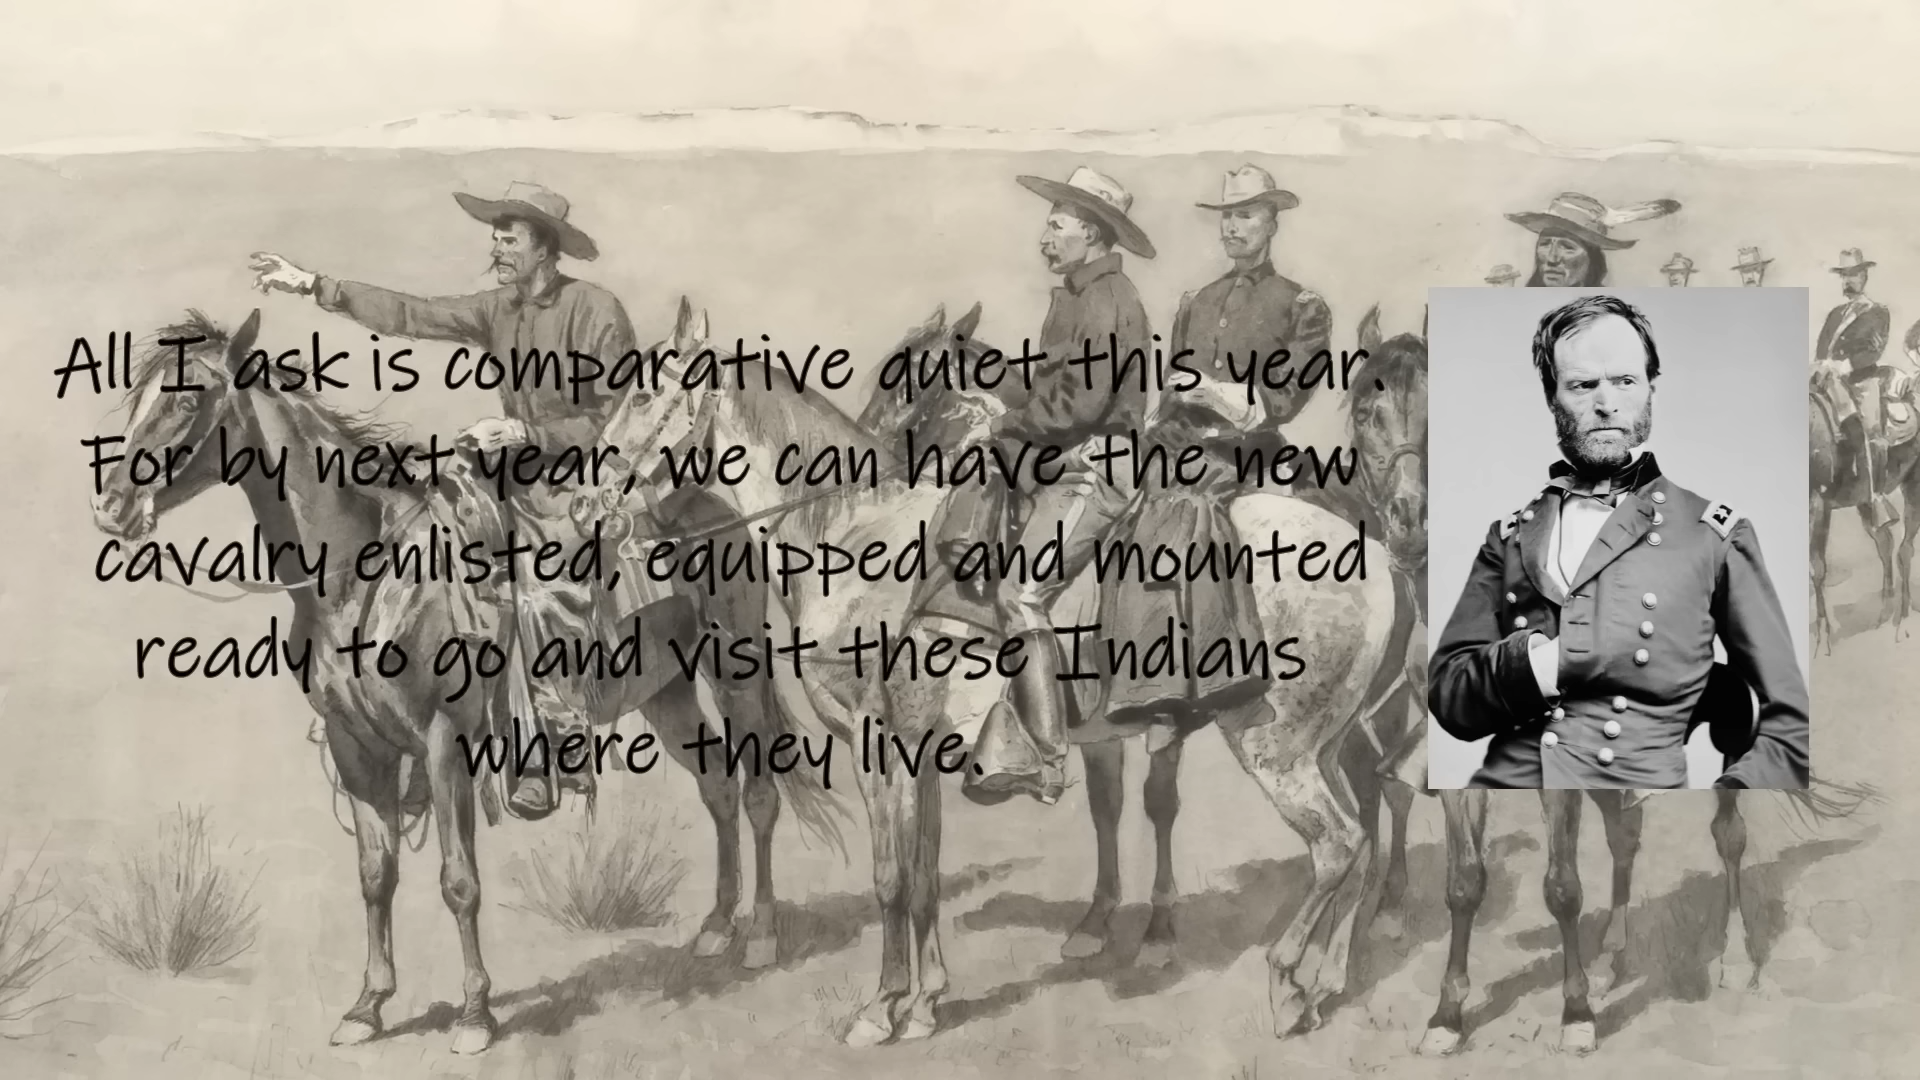 All I ask is comparative quiet this year.
For by next year, we can have the new
cavalry enlisted, equipped and mounted
ready to go and visit these Indians
where they live.